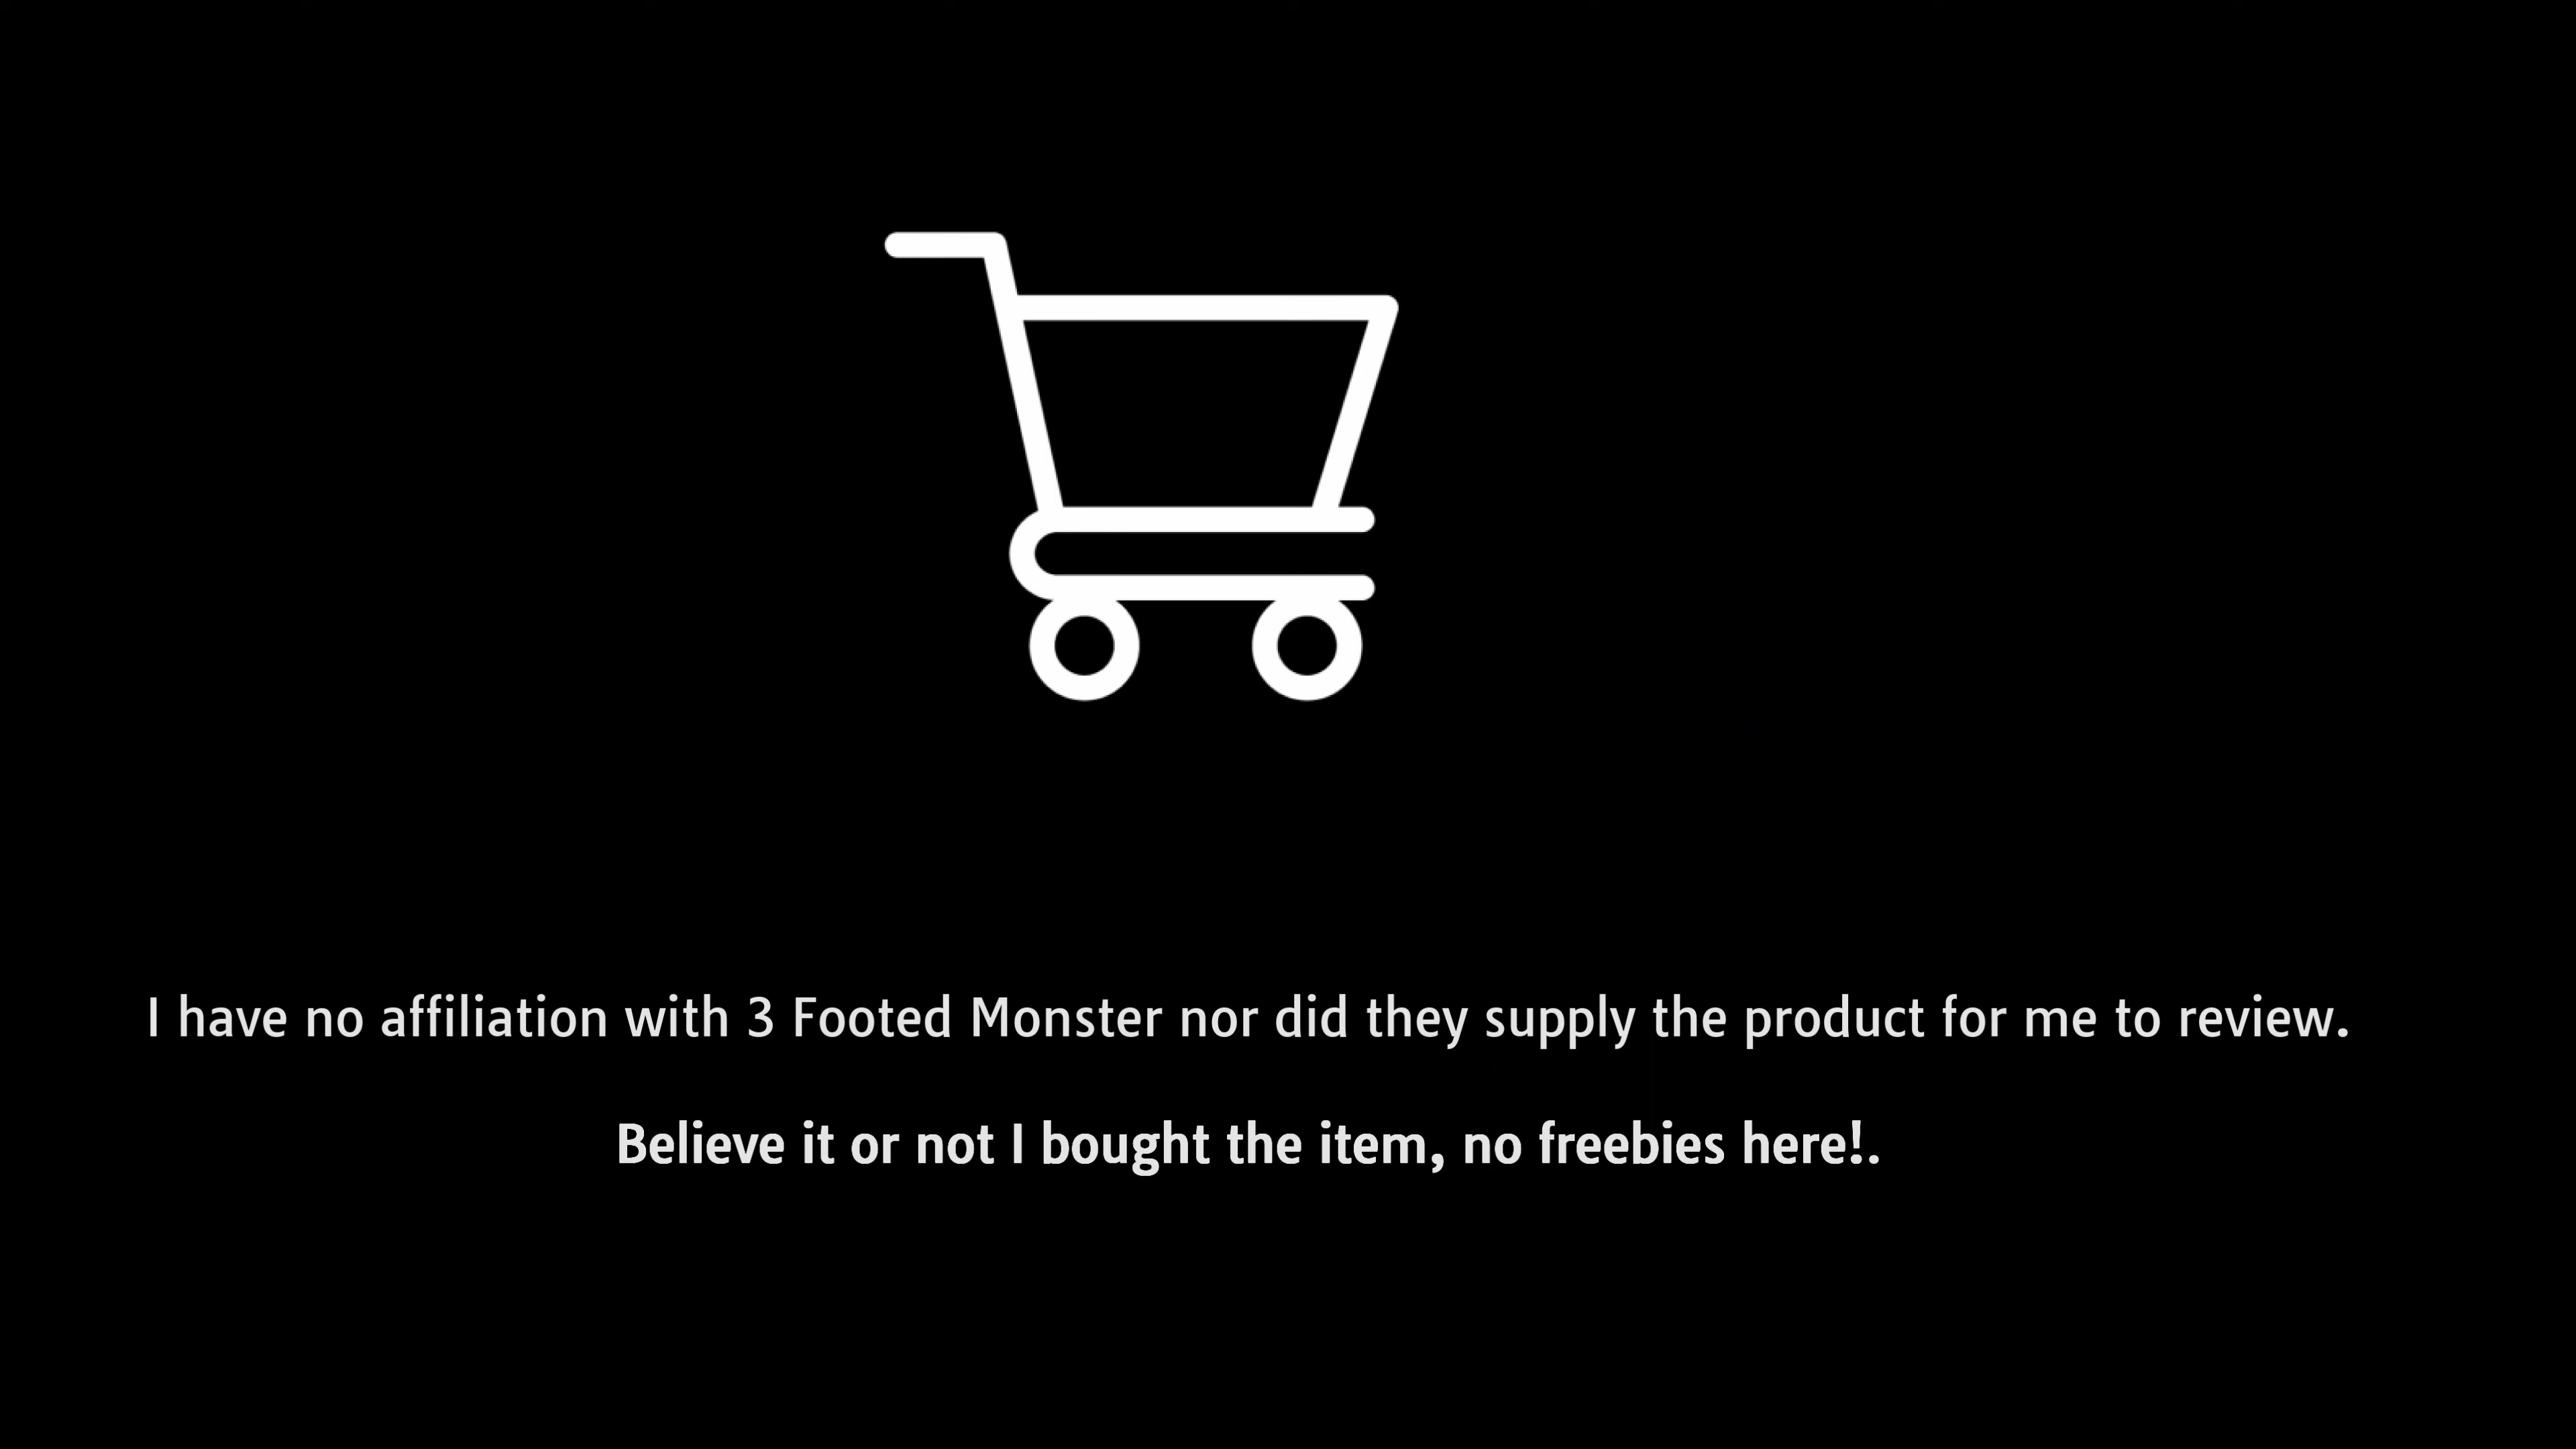 I have no affiliation with 3 Footed Monster nor did they supply the product for me to review.
Believe it or not I bought the item, no freebies here!.